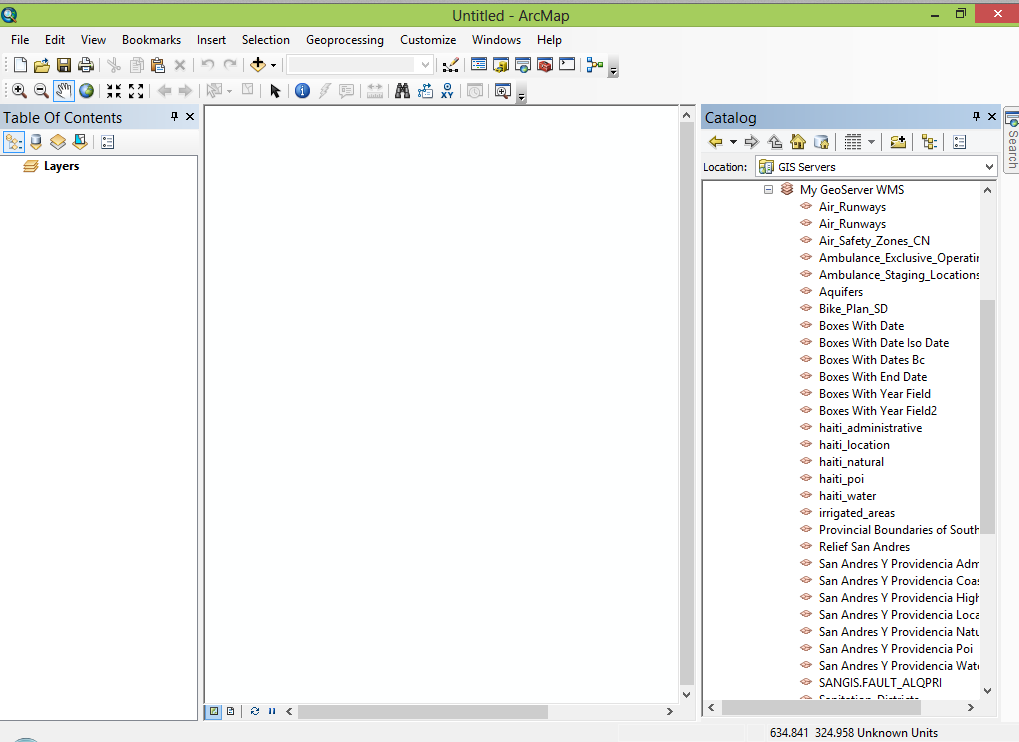 Untitled - ArcMap
File Edit View Bookmarks Insert Selection Geoprocessing Customize Windows Help
XY
Table Of Contents
Layers
Catalog
Search
Location: GIS Servers
My GeoServer WMS
Air_Runways
Air_Runways
Air_Safety_Zones_CN
Ambulance_Exclusive_Operatin
Ambulance_Staging_Locations
Aquifers
Bike_Plan_SD
Boxes With Date
Boxes With Date Iso Date
Boxes With Dates Bc
Boxes With End Date
Boxes With Year Field
Boxes With Year Field2
haiti_administrative
haiti_location
haiti_natural
haiti_poi
haiti_water
irrigated_areas
Provincial Boundaries of South
Relief San Andres
San Andres Y Providencia Adm
San Andres Y Providencia Coas
San Andres Y Providencia High
San Andres Y Providencia Loca
San Andres Y Providencia Natu
San Andres Y Providencia Poi
San Andres Y Providencia Wate
SANGIS.FAULT_ALQPRI
Sanitation_Districts
634.841 324.958 Unknown Units